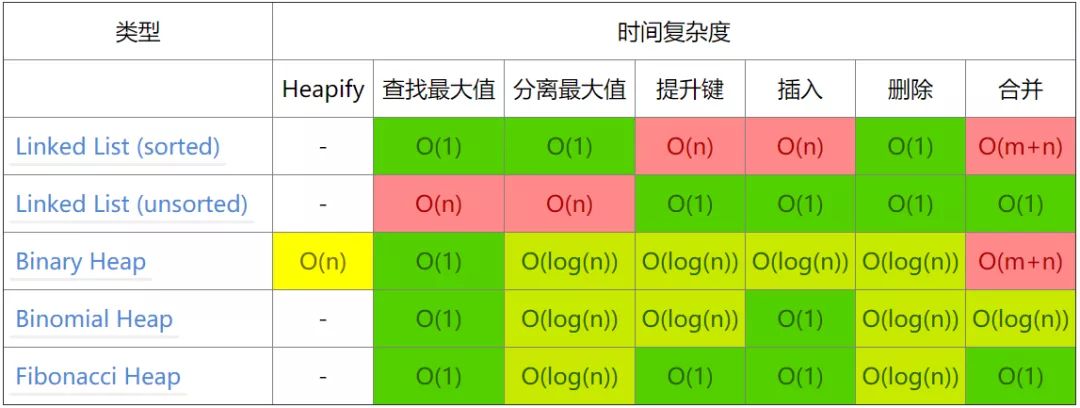 类型 时间复杂度
Heapify 查找最大值 分离最大值 提升键 插入 删除 合并
Linked List (sorted) - O(1) O(1) O(n) O(n) O(1) O(m+n)
Linked List (unsorted) - O(n) O(n) O(1) O(1) O(1) O(1)
Binary Heap O(n) O(1) O(log(n)) O(log(n)) O(log(n)) O(log(n)) O(m+n)
Binomial Heap - O(1) O(log(n)) O(log(n)) O(1) O(log(n)) O(log(n))
Fibonacci Heap - O(1) O(log(n)) O(1) O(1) O(log(n)) O(1)